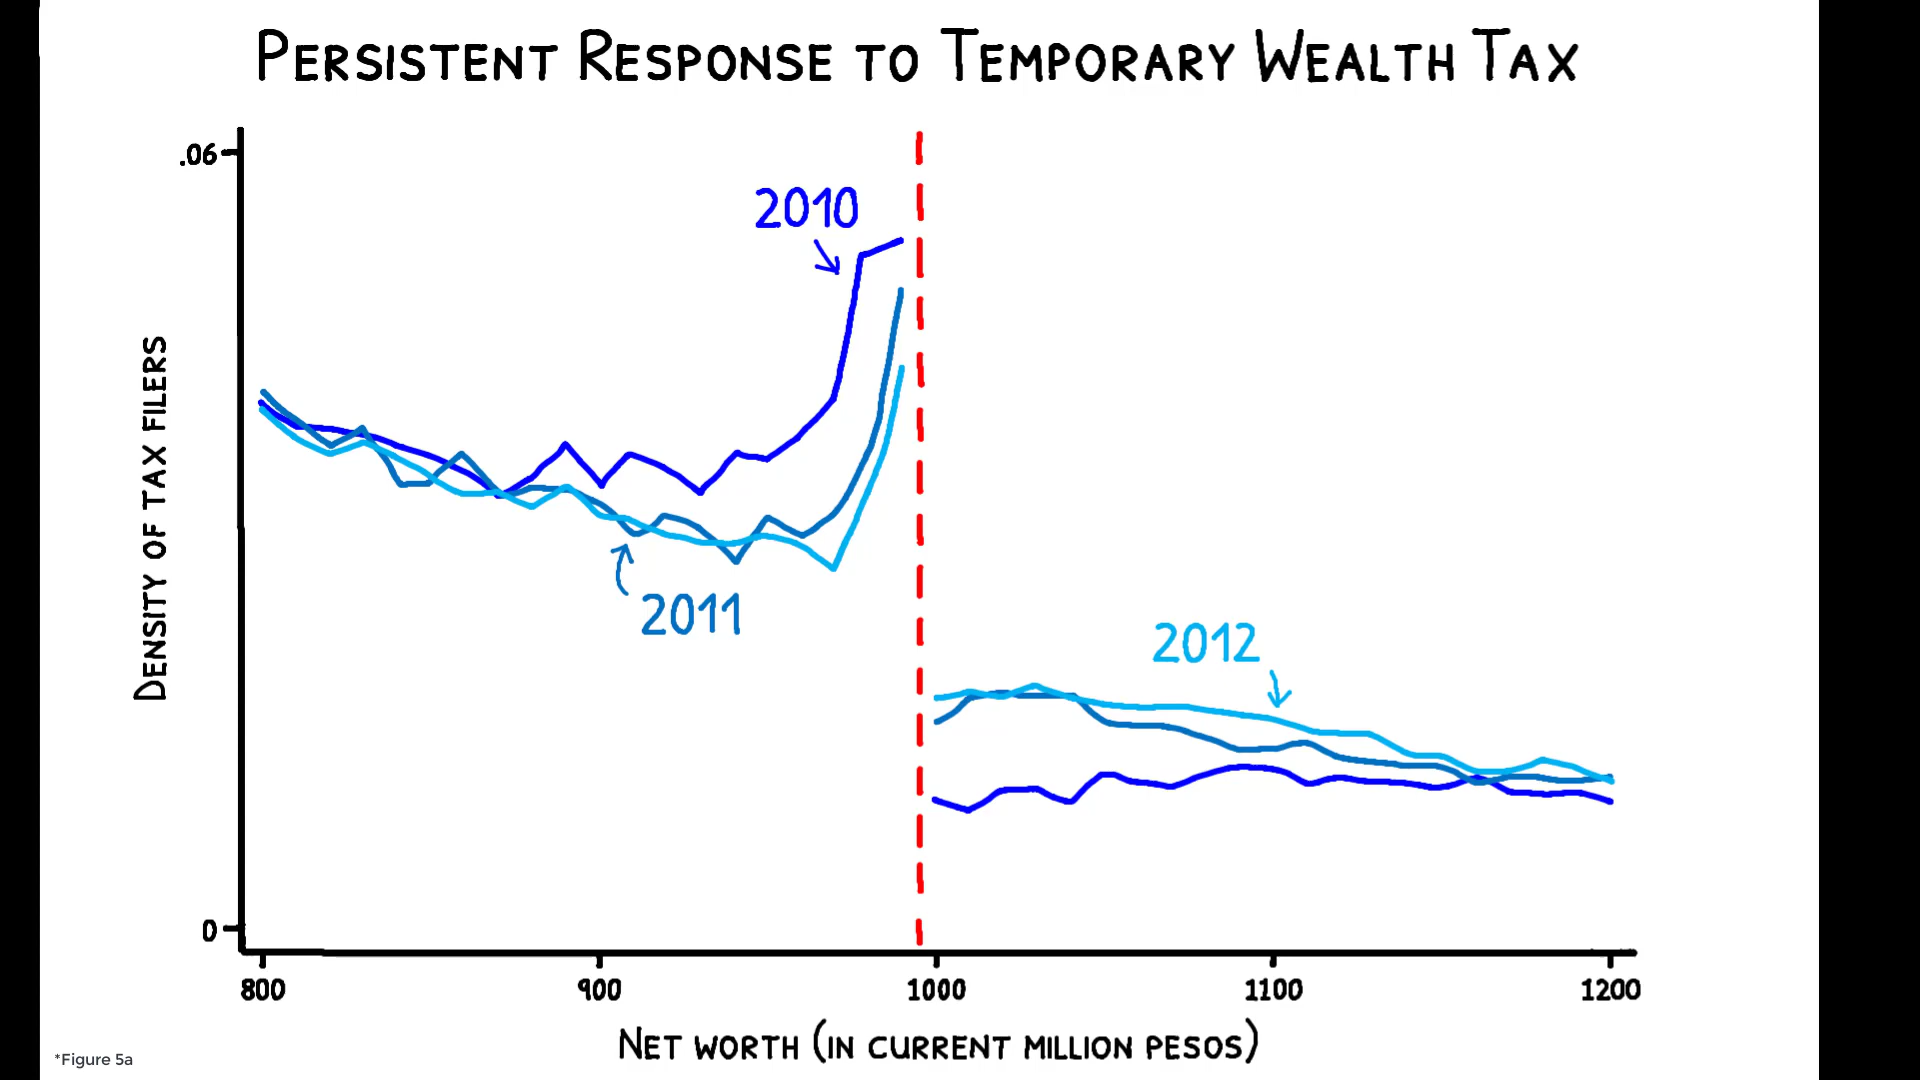 PERSISTENT RESPONSE TO TEMPORARY WEALTH TAX
.06
2010
DENSITY OF TAX FILERS
2011
2012
0
800
900
1000
1100
1200
NET WORTH (IN CURRENT MILLION PESOS)
*Figure 5a